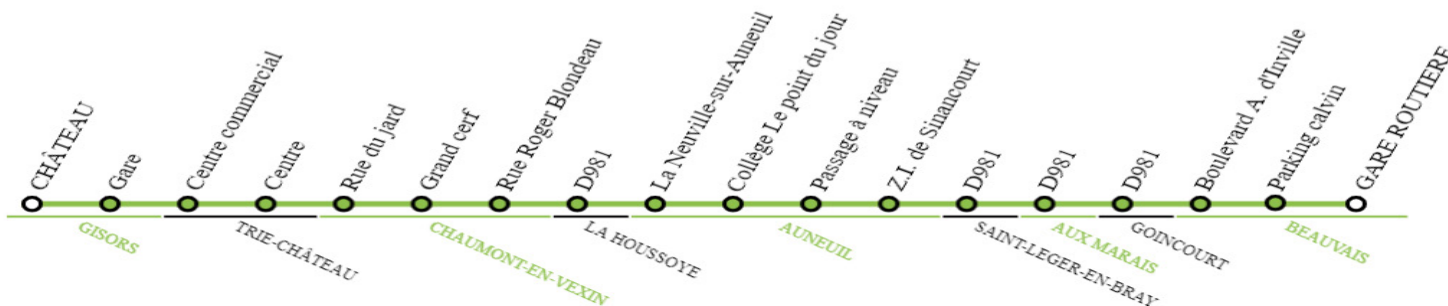 CHÂTEAU
Gare
Centre commercial
Centre
Rue du jard
Grand cerf
Rue Roger Blondeau
D981
La Neuville-sur-Auneuil
Collège Le point du jour
Passage à niveau
Z.I. de Sinancourt
D981
D981
D981
Boulevard A. d'Inville
Parking calvin
GARE ROUTIERE
GISORS
TRIE-CHÂTEAU
CHAUMONT-EN-VEXIN
LA HOUSSOYE
AUNEUIL
SAINT-LEGER-EN-BRAY
AUX MARAIS
GOINCOURT
BEAUVAIS